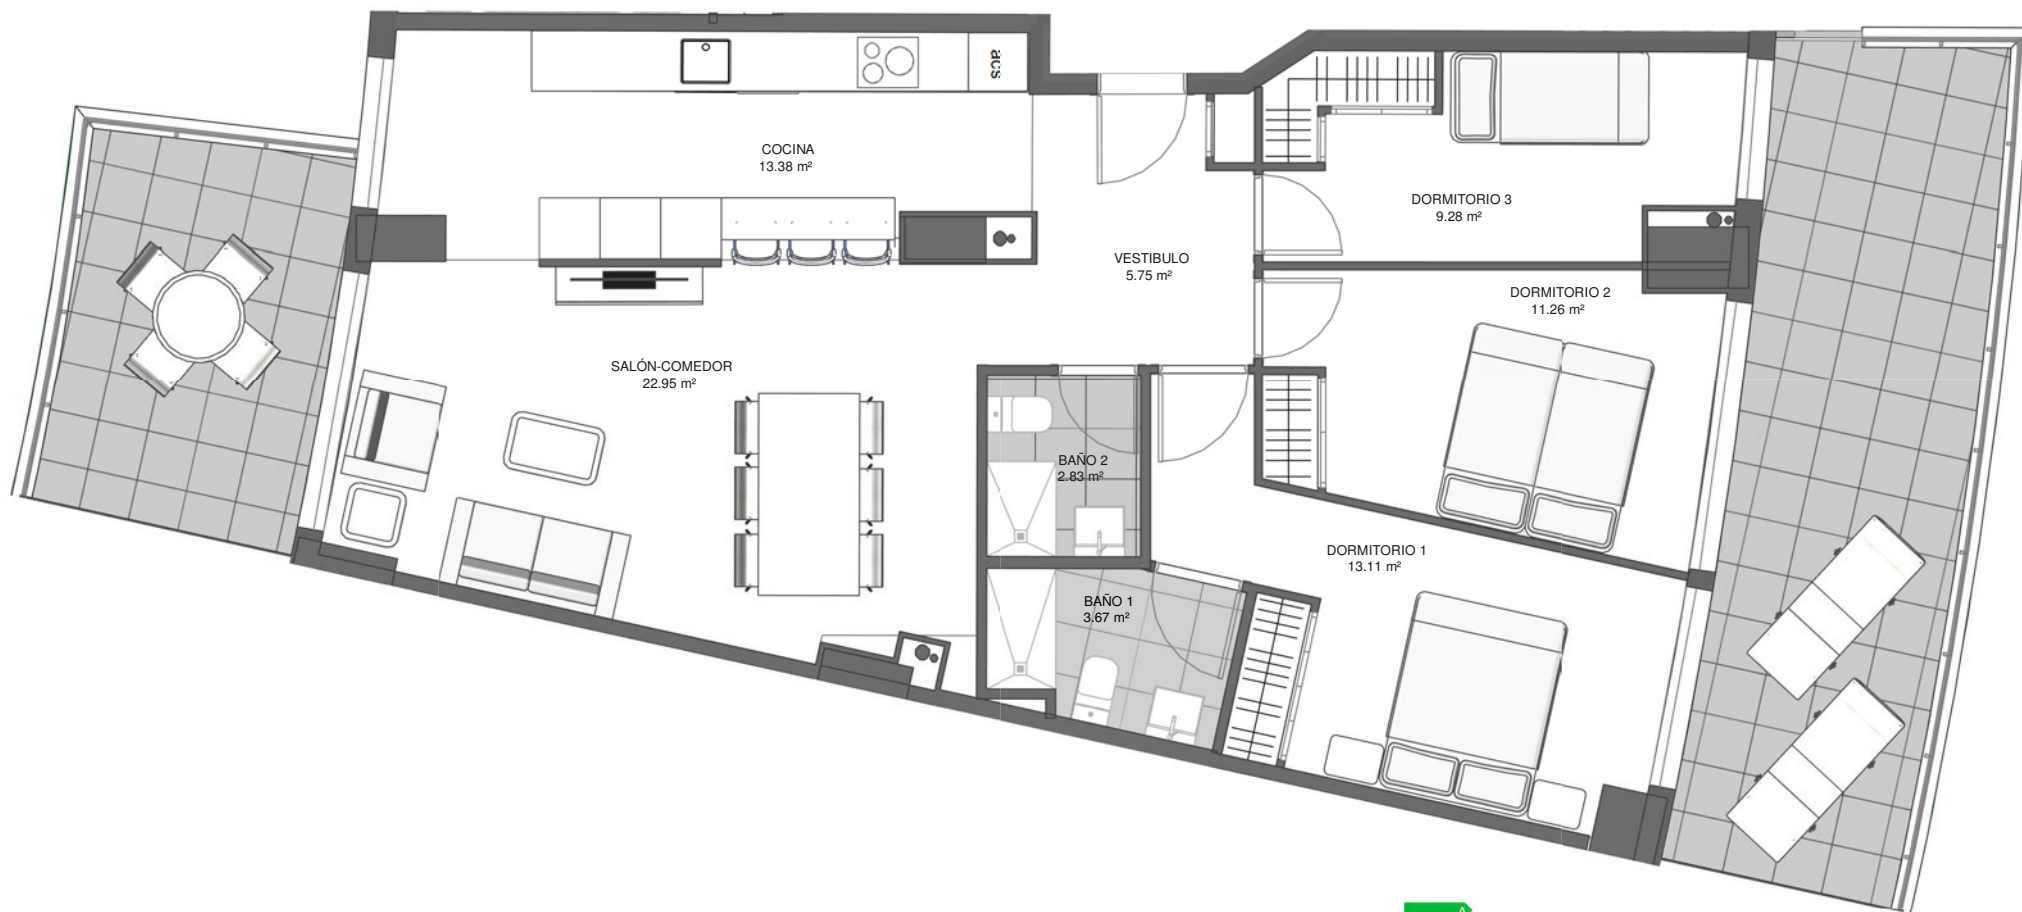 acs
COCINA
13.38 m²
DORMITORIO 3
9.28 m²
VESTIBULO
5.75 m²
DORMITORIO 2
11.26 m²
SALÓN-COMEDOR
22.95 m²
BAÑO 2
2.83 m²
DORMITORIO 1
13.11 m²
BAÑO 1
3.67 m²
A